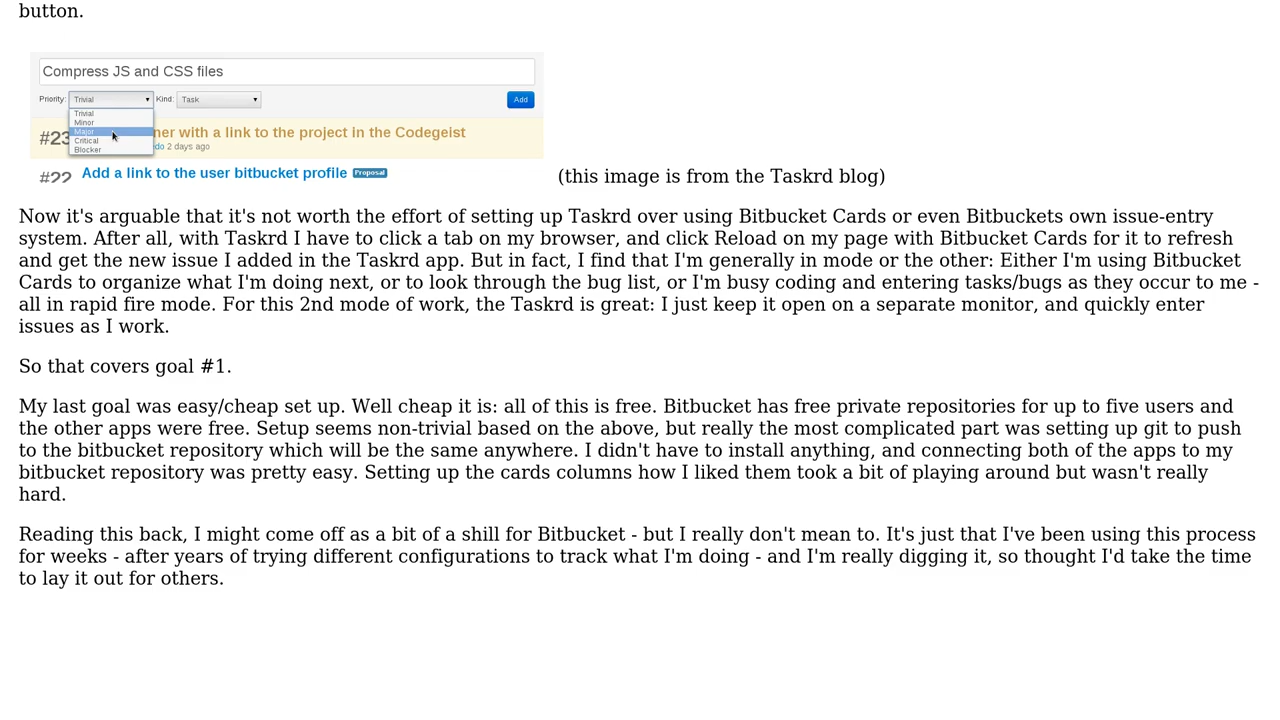 button.
Compress JS and CSS files
Priority: Trivial Kind: Task Add
Trivial
Minor
Major
Critical
Blocker
#23 ner with a link to the project in the Codegeist
do 2 days ago
#22 Add a link to the user bitbucket profile Proposal
(this image is from the Taskrd blog)
Now it's arguable that it's not worth the effort of setting up Taskrd over using Bitbucket Cards or even Bitbuckets own issue-entry
system. After all, with Taskrd I have to click a tab on my browser, and click Reload on my page with Bitbucket Cards for it to refresh
and get the new issue I added in the Taskrd app. But in fact, I find that I'm generally in mode or the other: Either I'm using Bitbucket
Cards to organize what I'm doing next, or to look through the bug list, or I'm busy coding and entering tasks/bugs as they occur to me -
all in rapid fire mode. For this 2nd mode of work, the Taskrd is great: I just keep it open on a separate monitor, and quickly enter
issues as I work.
So that covers goal #1.
My last goal was easy/cheap set up. Well cheap it is: all of this is free. Bitbucket has free private repositories for up to five users and
the other apps were free. Setup seems non-trivial based on the above, but really the most complicated part was setting up git to push
to the bitbucket repository which will be the same anywhere. I didn't have to install anything, and connecting both of the apps to my
bitbucket repository was pretty easy. Setting up the cards columns how I liked them took a bit of playing around but wasn't really
hard.
Reading this back, I might come off as a bit of a shill for Bitbucket - but I really don't mean to. It's just that I've been using this process
for weeks - after years of trying different configurations to track what I'm doing - and I'm really digging it, so thought I'd take the time
to lay it out for others.